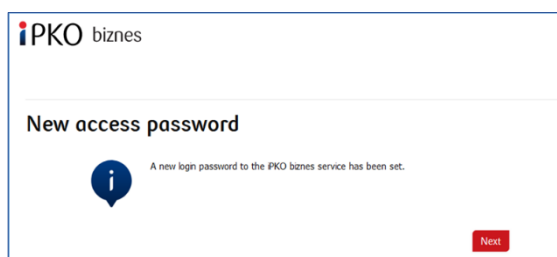 iPKO biznes
New access password
A new login password to the iPKO biznes service has been set.
Next